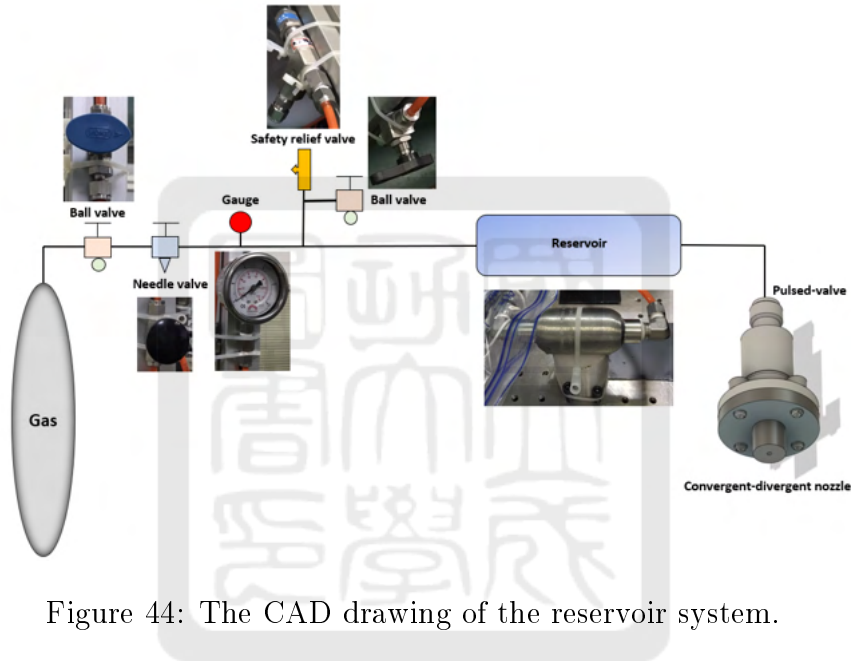 Safety relief valve
Ball valve
Gauge
Ball valve
Needle valve
Reservoir
Pulsed-valve
Gas
Convergent-divergent nozzle
Figure 44: The CAD drawing of the reservoir system.